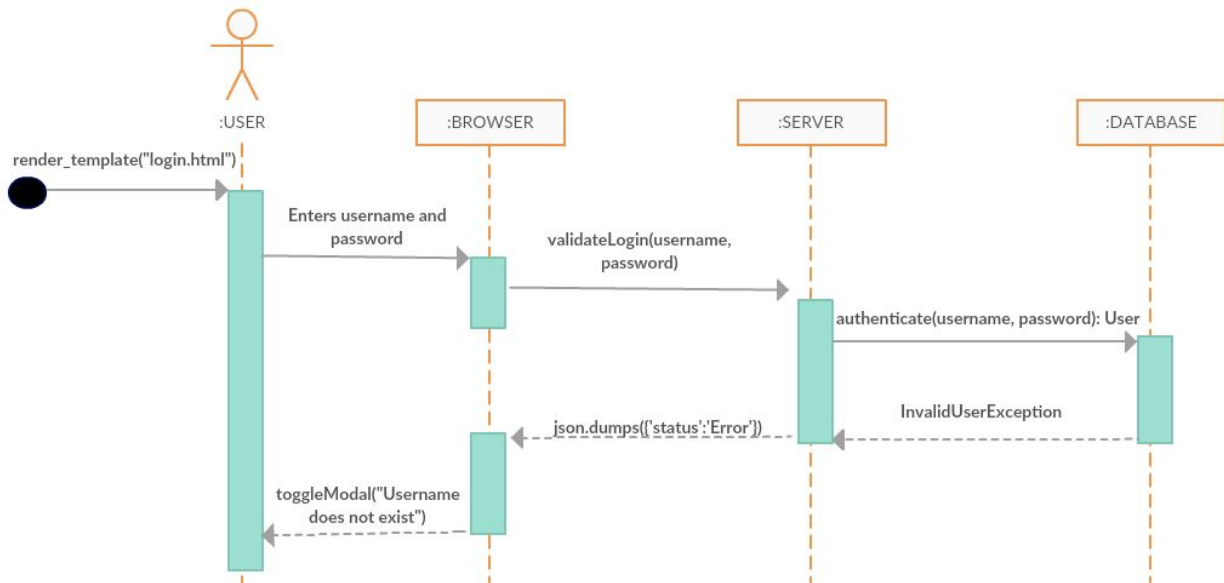 :USER
:BROWSER
:SERVER
:DATABASE
render_template("login.html")
Enters username and
password
validateLogin(username,
password)
authenticate(username, password): User
InvalidUserException
json.dumps({'status':'Error'})
toggleModal("Username
does not exist")